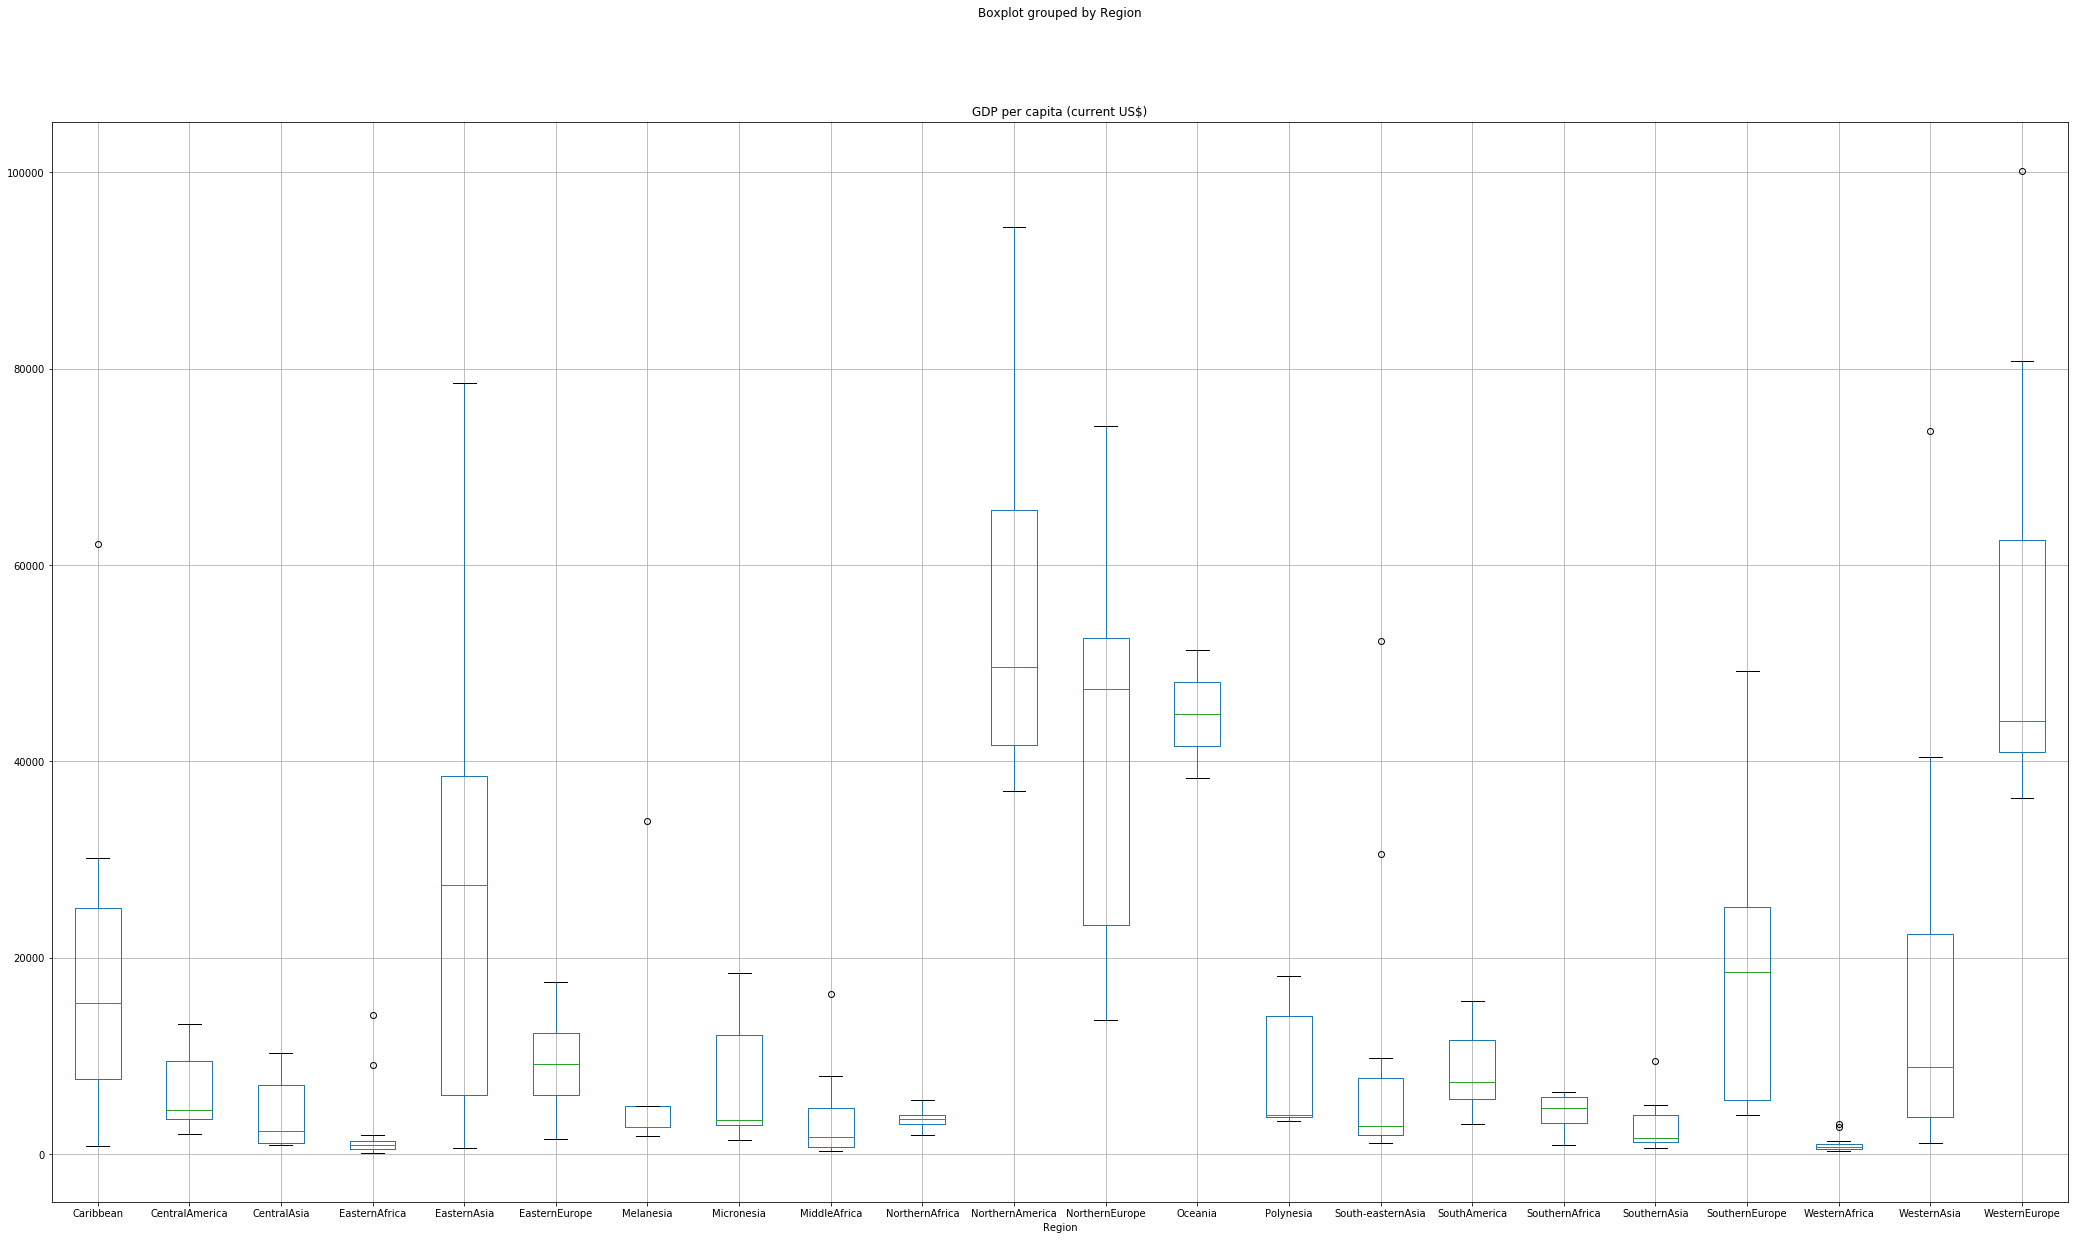 Boxplot grouped by Region
GDP per capita (current US$)
100000
80000
60000
40000
20000
0
Caribbean CentralAmerica CentralAsia EasternAfrica EasternAsia EasternEurope Melanesia Micronesia MiddleAfrica NorthernAfrica NorthernAmerica NorthernEurope Oceania Polynesia South-easternAsia SouthAmerica SouthernAfrica SouthernAsia SouthernEurope WesternAfrica WesternAsia WesternEurope
Region